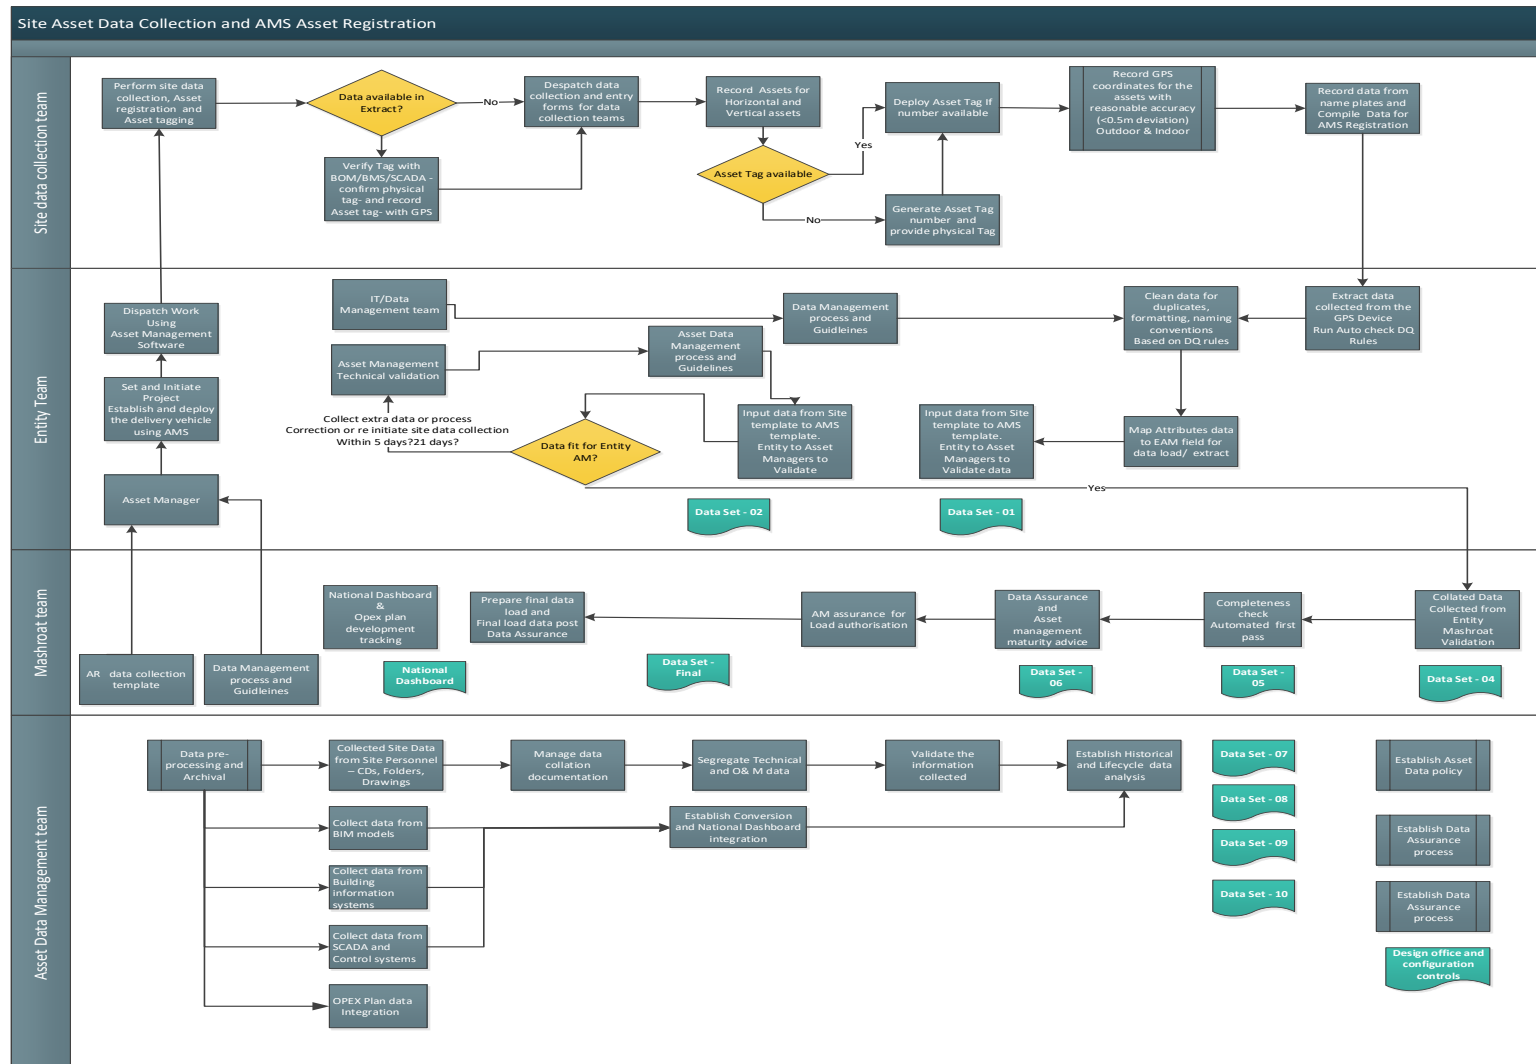 Site Asset Data Collection and AMS Asset Registration
Site data collection team
Perform site data
collection, Asset
registration and
Asset tagging
Data available in
Extract?
No
Despatch data
collection and entry
forms for data
collection teams
Verify Tag with
BOM/BMS/SCADA -
confirm physical
tag- and record
Asset tag- with GPS
Record Assets for
Horizontal and
Vertical assets
Asset Tag available
Yes
No
Deploy Asset Tag If
number available
Generate Asset Tag
number and
provide physical Tag
Record GPS
coordinates for the
assets with
reasonable accuracy
(<0.5m deviation)
Outdoor & Indoor
Record data from
name plates and
Compile Data for
AMS Registration
Entity Team
Dispatch Work
Using
Asset Management
Software
Set and Initiate
Project
Establish and deploy
the delivery vehicle
using AMS
Asset Manager
IT/Data
Management team
Asset Management
Technical validation
Collect extra data or process
Correction or re initiate site data collection
Within 5 days?21 days?
Data fit for Entity
AM?
Asset Data
Management
process and
Guidelines
Data Management
process and
Guidleines
Input data from Site
template to AMS
template.
Entity to Asset
Managers to
Validate
Input data from Site
template to AMS
template.
Entity to Asset
Managers to
Validate data
Clean data for
duplicates,
formatting, naming
conventions
Based on DQ rules
Extract data
collected from the
GPS Device
Run Auto check DQ
Rules
Map Attributes data
to EAM field for
data load/ extract
Yes
Data Set - 02
Data Set - 01
Mashroat team
AR data collection
template
Data Management
process and
Guidleines
National Dashboard
&
Opex plan
development
tracking
National
Dashboard
Prepare final data
load and
Final load data post
Data Assurance
Data Set -
Final
AM assurance for
Load authorisation
Data Assurance
and
Asset
management
maturity advice
Data Set -
06
Completeness
check
Automated first
pass
Data Set -
05
Collated Data
Collected from
Entity
Mashroat
Validation
Data Set - 04
Asset Data Management team
Data pre-
processing and
Archival
Collected Site Data
from Site Personnel
– CDs, Folders,
Drawings
Manage data
collation
documentation
Segregate Technical
and O& M data
Validate the
information
collected
Establish Historical
and Lifecycle data
analysis
Collect data from
BIM models
Establish Conversion
and National Dashboard
integration
Collect data from
Building
information
systems
Collect data from
SCADA and
Control systems
OPEX Plan data
Integration
Data Set - 07
Data Set - 08
Data Set - 09
Data Set - 10
Establish Asset
Data policy
Establish Data
Assurance
process
Establish Data
Assurance
process
Design office and
configuration
controls